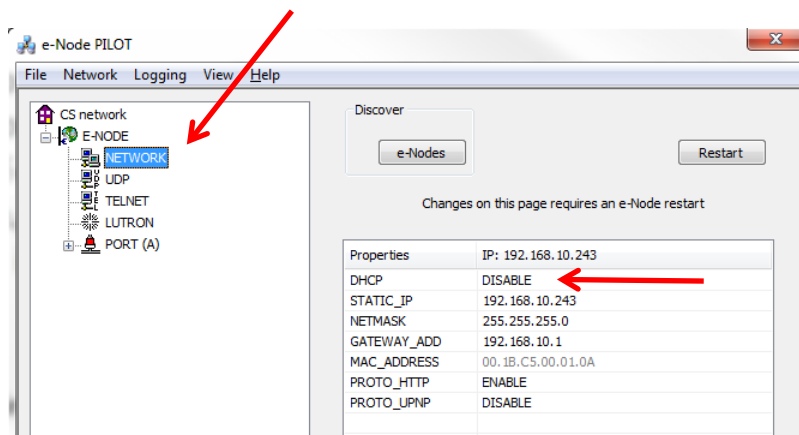 e-Node PILOT
File Network Logging View Help
CS network
E-NODE
NETWORK
UDP
TELNET
LUTRON
PORT (A)
Discover
e-Nodes
Restart
Changes on this page requires an e-Node restart
Properties IP: 192.168.10.243
DHCP DISABLE
STATIC_IP 192.168.10.243
NETMASK 255.255.255.0
GATEWAY_ADD 192.168.10.1
MAC_ADDRESS 00.1B.C5.00.01.0A
PROTO_HTTP ENABLE
PROTO_UPNP DISABLE